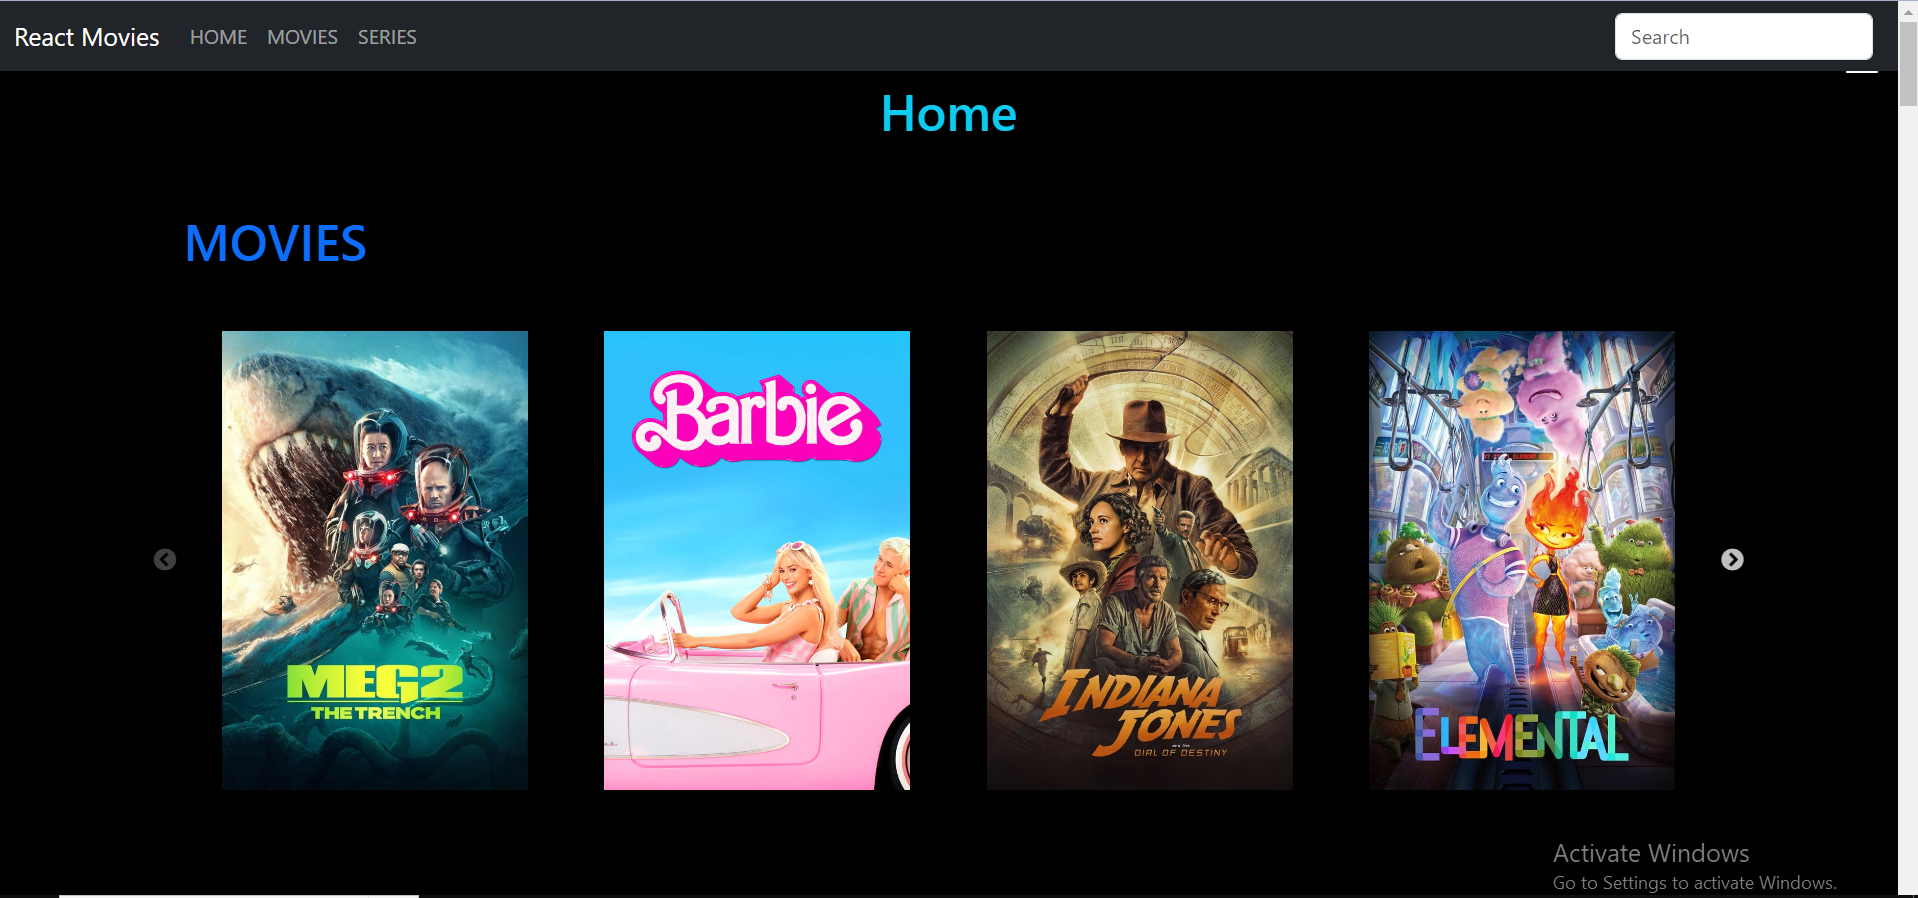 React Movies HOME MOVIES SERIES Search
Home
MOVIES
MEG2
THE TRENCH
Barbie
INDIANA
JONES
and the
DIAL OF DESTINY
ELEMENTAL
Activate Windows
Go to Settings to activate Windows.